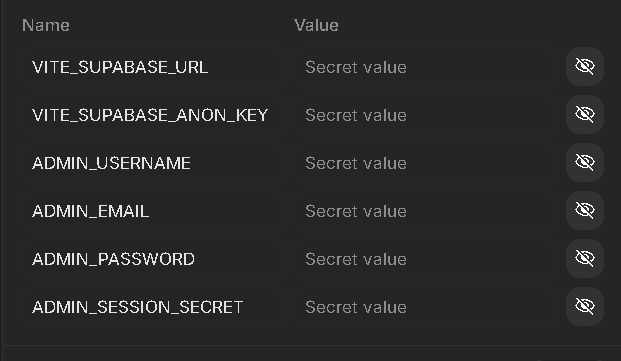 Name Value
VITE_SUPABASE_URL Secret value
VITE_SUPABASE_ANON_KEY Secret value
ADMIN_USERNAME Secret value
ADMIN_EMAIL Secret value
ADMIN_PASSWORD Secret value
ADMIN_SESSION_SECRET Secret value